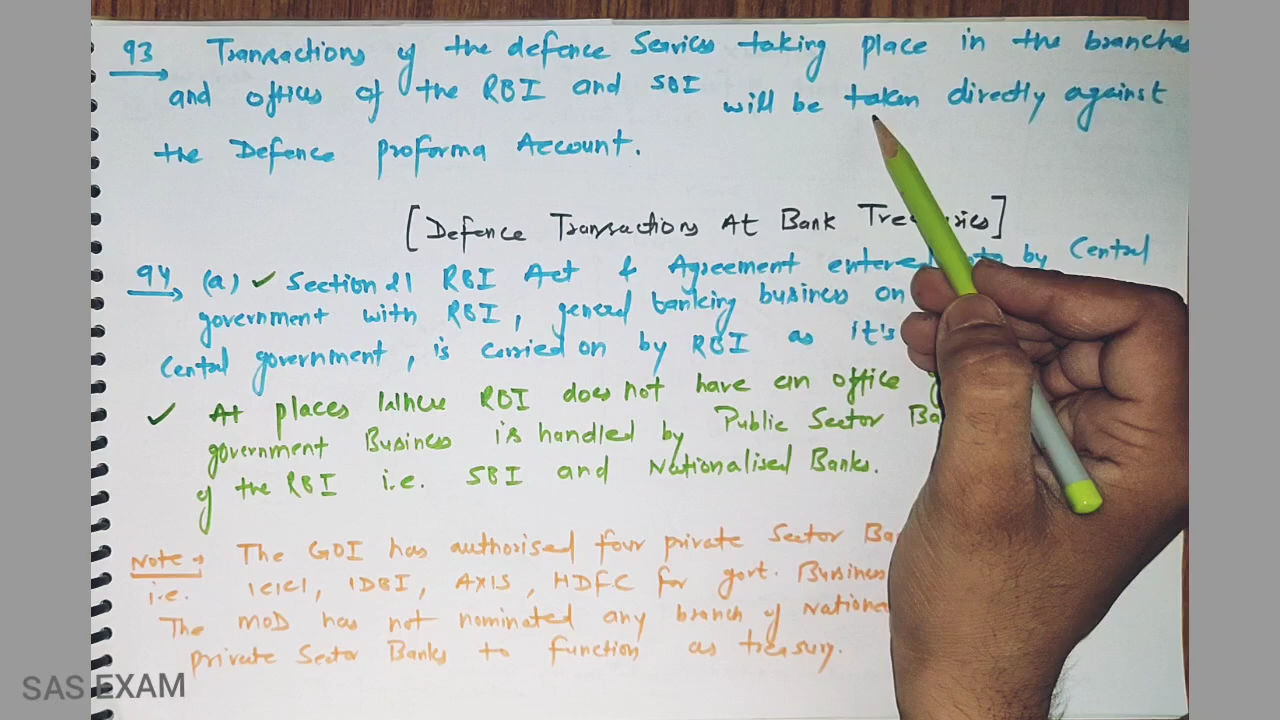 93 Transactions of the defence Services taking place in the branches
and offices of the RBI and SBI will be taken directly against
the Defence proforma Account.
[Defence Transactions At Bank
94 (a) ✓ Section 21 RBI Act & Agreement entered by Central
government with RBI, general banking business on
Central government, is carried on by RBI as it's
✓ At places Where RBI does not have an office
government Business is handled by Public Sector
of the RBI i.e. SBI and Nationalised Banks.
Note → The GOI has authorised four private Sector
i.e. ICICI, IDBI, AXIS, HDFC for govt. Business
The MOD has not nominated any branch of
private Sector Banks to function as treasury.
SAS EXAM